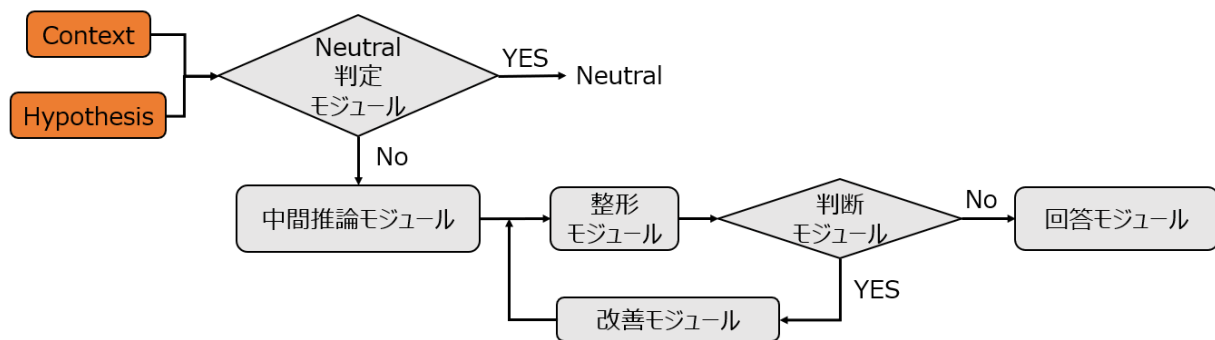 Context
Hypothesis
Neutral
判定
モジュール
YES
Neutral
No
中間推論モジュール
整形
モジュール
判断
モジュール
No
回答モジュール
YES
改善モジュール